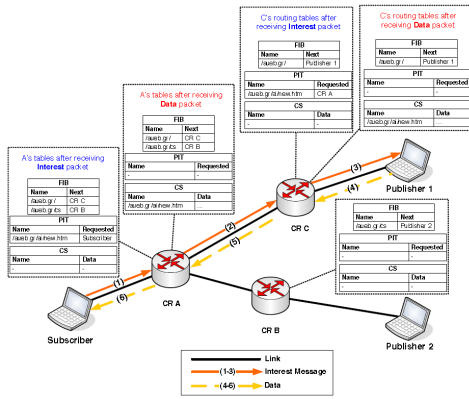 C's routing tables after
receiving Interest packet
FIB
Name Next
/aueb.gr/ Publisher 1
PIT
Name Requested
/aueb.gr/ai/new.htm CR A
CS
Name Data
- -
C's routing tables after
receiving Data packet
FIB
Name Next
/aueb.gr/ Publisher 1
PIT
Name Requested
- -
CS
Name Data
/aueb.gr/ai/new.htm ...
A's tables after receiving
Data packet
FIB
Name Next
/aueb.gr/ CR C
/aueb.gr/cs CR B
PIT
Name Requested
- -
CS
Name Data
/aueb.gr/ai/new.htm ...
A's tables after receiving
Interest packet
FIB
Name Next
/aueb.gr/ CR C
/aueb.gr/cs CR B
PIT
Name Requested
/aueb.gr/ai/new.htm Subscriber
CS
Name Data
- -
(3)
(4)
Publisher 1
(2)
(5)
CR C
FIB
Name Next
/aueb.gr/cs Publisher 2
PIT
Name Requested
- -
CS
Name Data
- -
(1)
(6)
CR A
Subscriber
CR B
Publisher 2
Link
(1-3) Interest Message
(4-6) Data